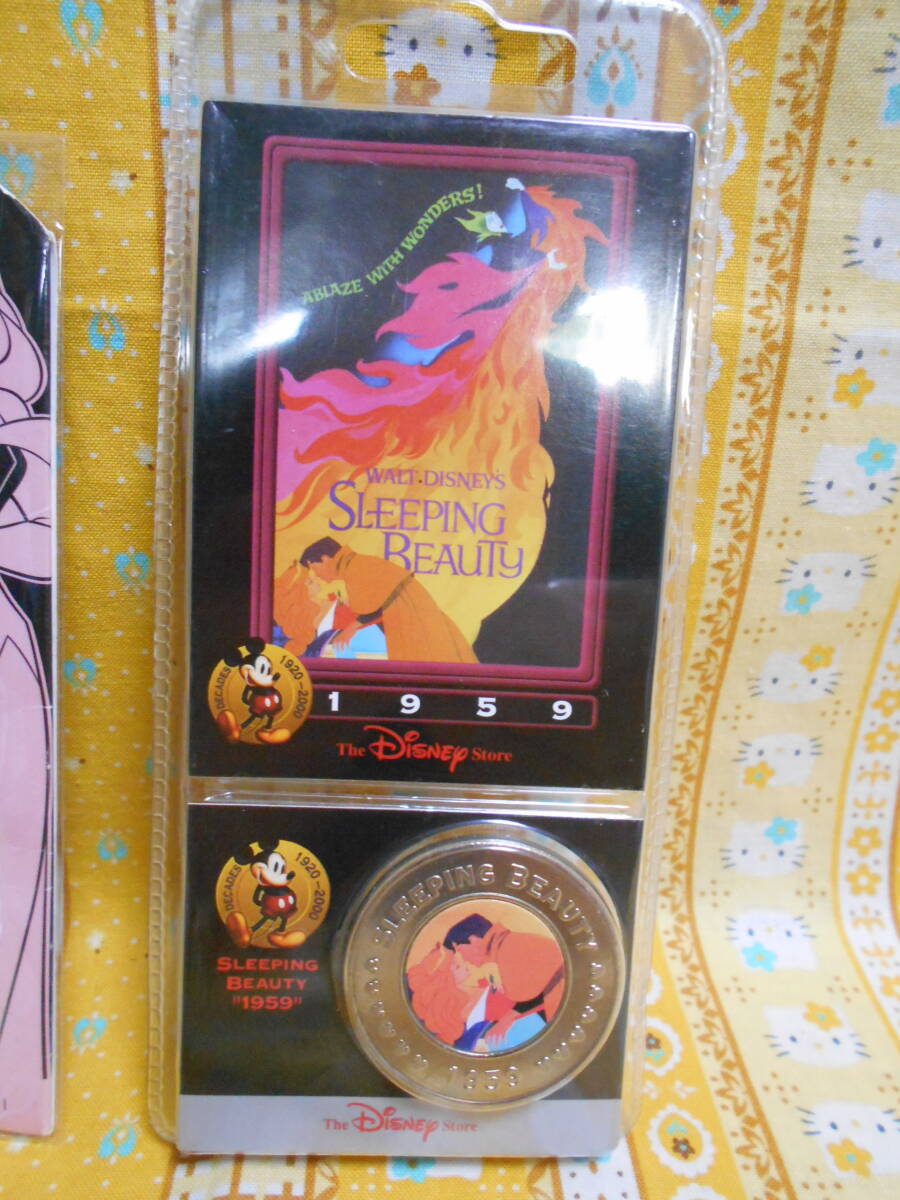 ABLAZE WITH WONDERS!
WALT·DISNEY'S
SLEEPING
BEAUTY
DECADES 1920-2000
1 9 5 9
The DISNEY Store
DECADES 1920-2000
SLEEPING
BEAUTY
"1959"
SLEEPING BEAUTY
1959
The DISNEY Store